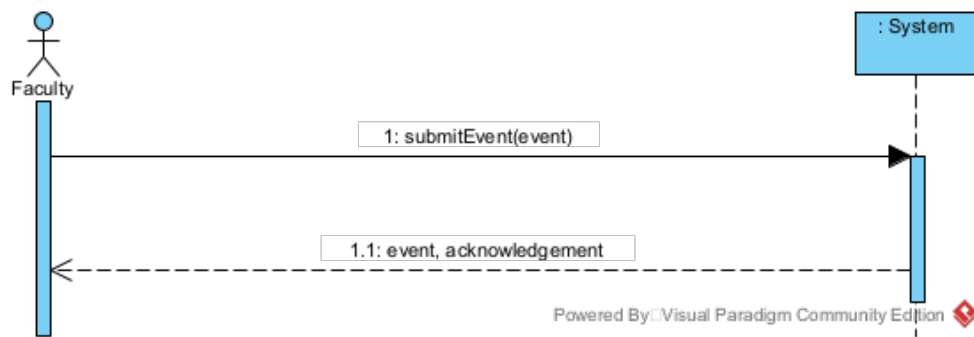 : System
Faculty
1: submitEvent(event)
1.1: event, acknowledgement
Powered By Visual Paradigm Community Edition